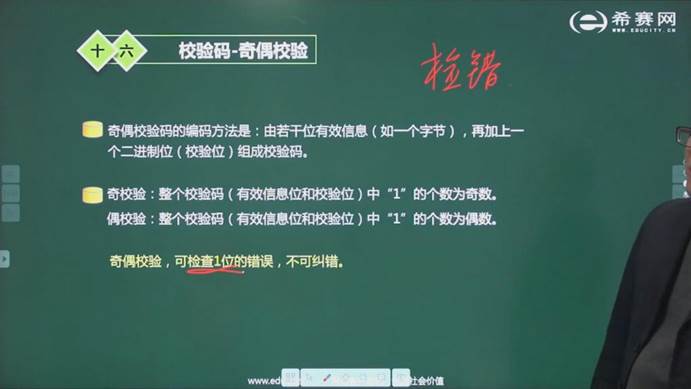 希赛网
WWW.EDUCITY.CN
十六 校验码-奇偶校验
检错
奇偶校验码的编码方法是：由若干位有效信息（如一个字节），再加上一
个二进制位（校验位）组成校验码。
奇校验：整个校验码（有效信息位和校验位）中“1”的个数为奇数。
偶校验：整个校验码（有效信息位和校验位）中“1”的个数为偶数。
奇偶校验，可检查1位的错误，不可纠错。
www.edu
社会价值